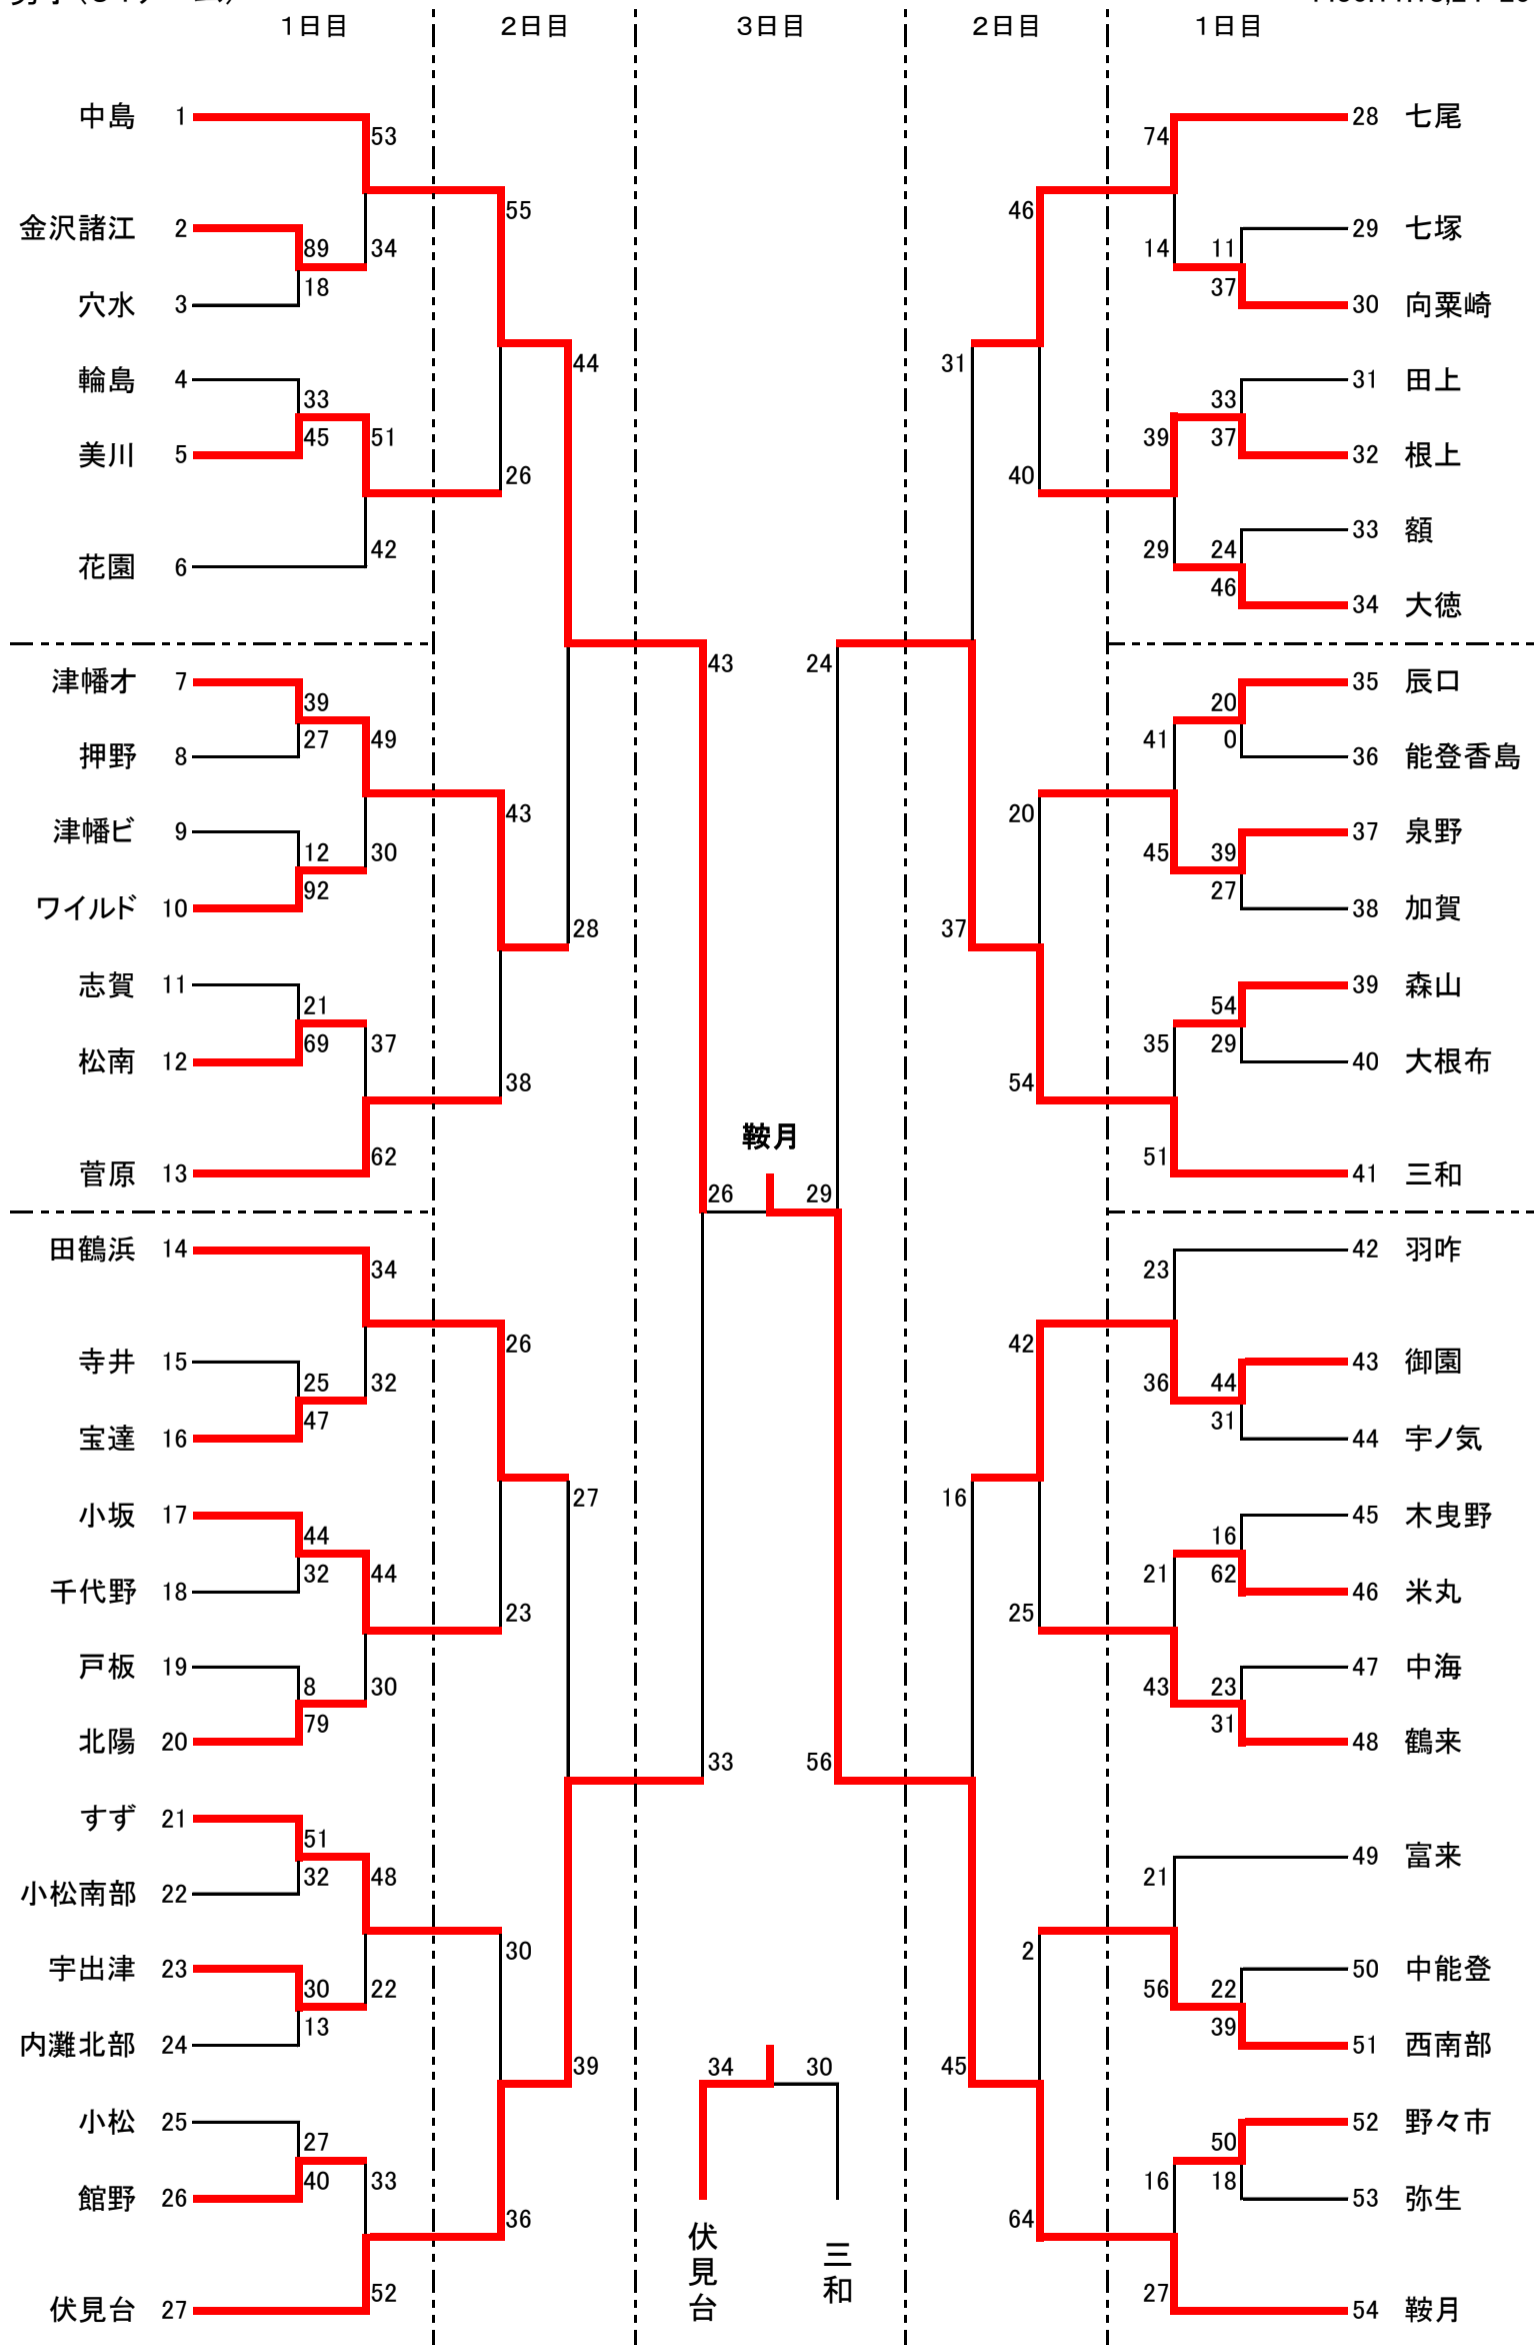 1日目 2日目 3日目 2日目 1日目
中島 1 53 74 28 七尾
55 46
金沢諸江 2 89 34 14 11 29 七塚
穴水 3 18 37 30 向粟崎
44 31
輪島 4 33 33 31 田上
美川 5 45 51 39 37 32 根上
26 40
花園 6 42 29 24 33 額
46 34 大徳
43 24
津幡才 7 39 20 35 辰口
押野 8 27 49 41 0 36 能登香島
43 20
津幡ビ 9 12 30 45 39 37 泉野
ワイルド 10 92 27 38 加賀
28 37
志賀 11 21 54 39 森山
松南 12 69 37 35 29 40 大根布
38 54
鞍月
菅原 13 62 51 41 三和
26 29
田鶴浜 14 34 23 42 羽咋
26 42
寺井 15 25 32 36 44 43 御園
宝達 16 47 31 44 宇ノ気
27 16
小坂 17 44 16 45 木曳野
千代野 18 32 44 21 62 46 米丸
23 25
戸板 19 8 30 43 23 47 中海
北陽 20 79 31 48 鶴来
33 56
すず 21 51 21 49 富来
小松南部 22 32 48
30 2
宇出津 23 30 22 56 22 50 中能登
内灘北部 24 13 39 51 西南部
39 34 30 45
小松 25 27 50 52 野々市
館野 26 40 33 16 18 53 弥生
36 64
伏見台 三和
伏見台 27 52 27 54 鞍月